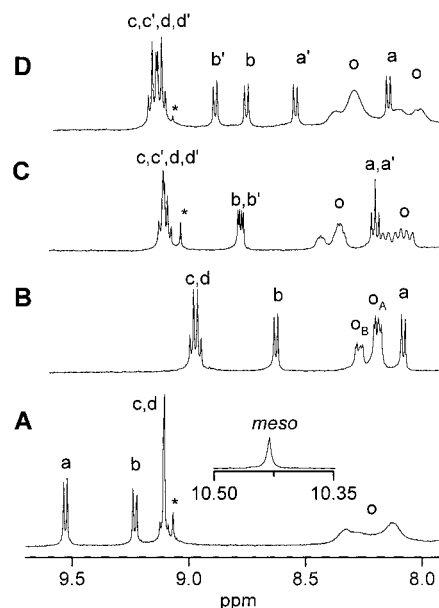 c,c',d,d'
D
*
b'
b
a'
o
a
o
c,c',d,d'
C
*
b,b'
o
a,a'
o
c,d
B
b
oB
oA
a
A
a
b
c,d
*
meso
10.50
10.35
o
9.5
9.0
8.5
8.0
ppm